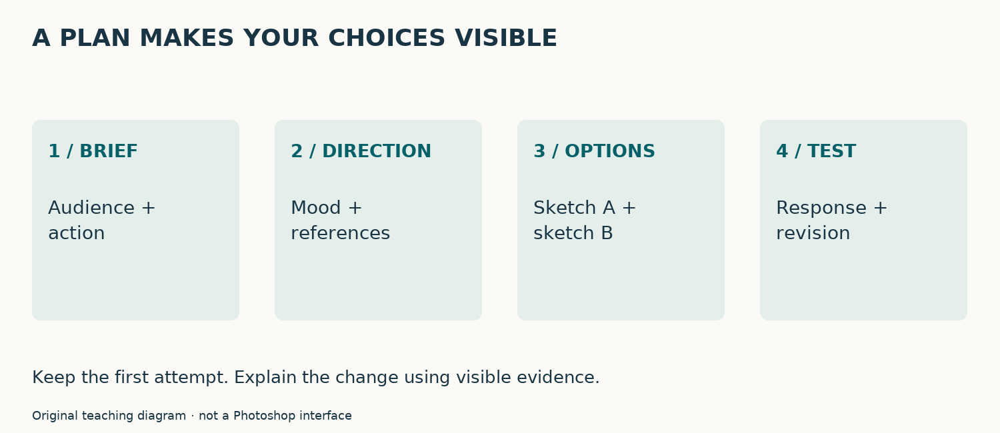 A PLAN MAKES YOUR CHOICES VISIBLE
1 / BRIEF
Audience +
action
2 / DIRECTION
Mood +
references
3 / OPTIONS
Sketch A +
sketch B
4 / TEST
Response +
revision
Keep the first attempt. Explain the change using visible evidence.
Original teaching diagram · not a Photoshop interface